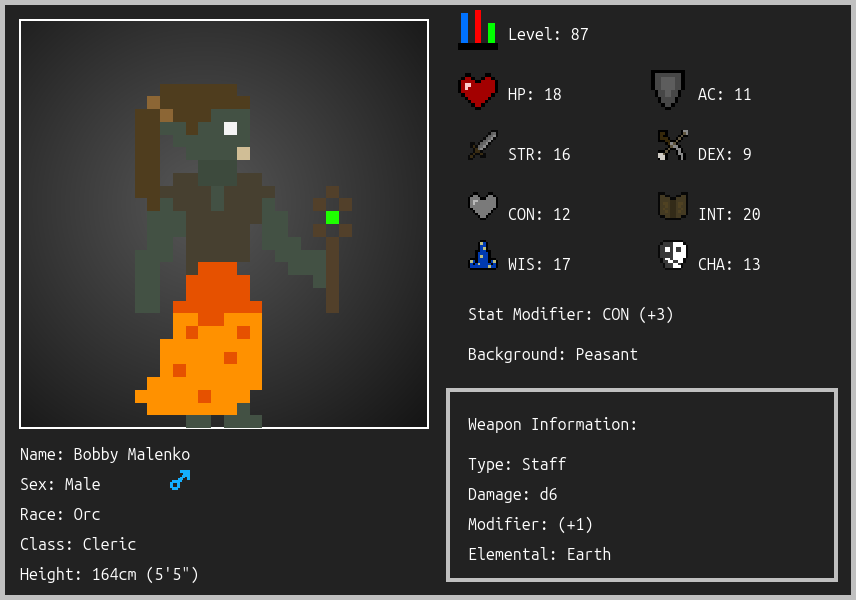 Level: 87
HP: 18
AC: 11
STR: 16
DEX: 9
CON: 12
INT: 20
WIS: 17
CHA: 13
Stat Modifier: CON (+3)
Background: Peasant
Weapon Information:
Type: Staff
Damage: d6
Modifier: (+1)
Elemental: Earth
Name: Bobby Malenko
Sex: Male
Race: Orc
Class: Cleric
Height: 164cm (5'5")